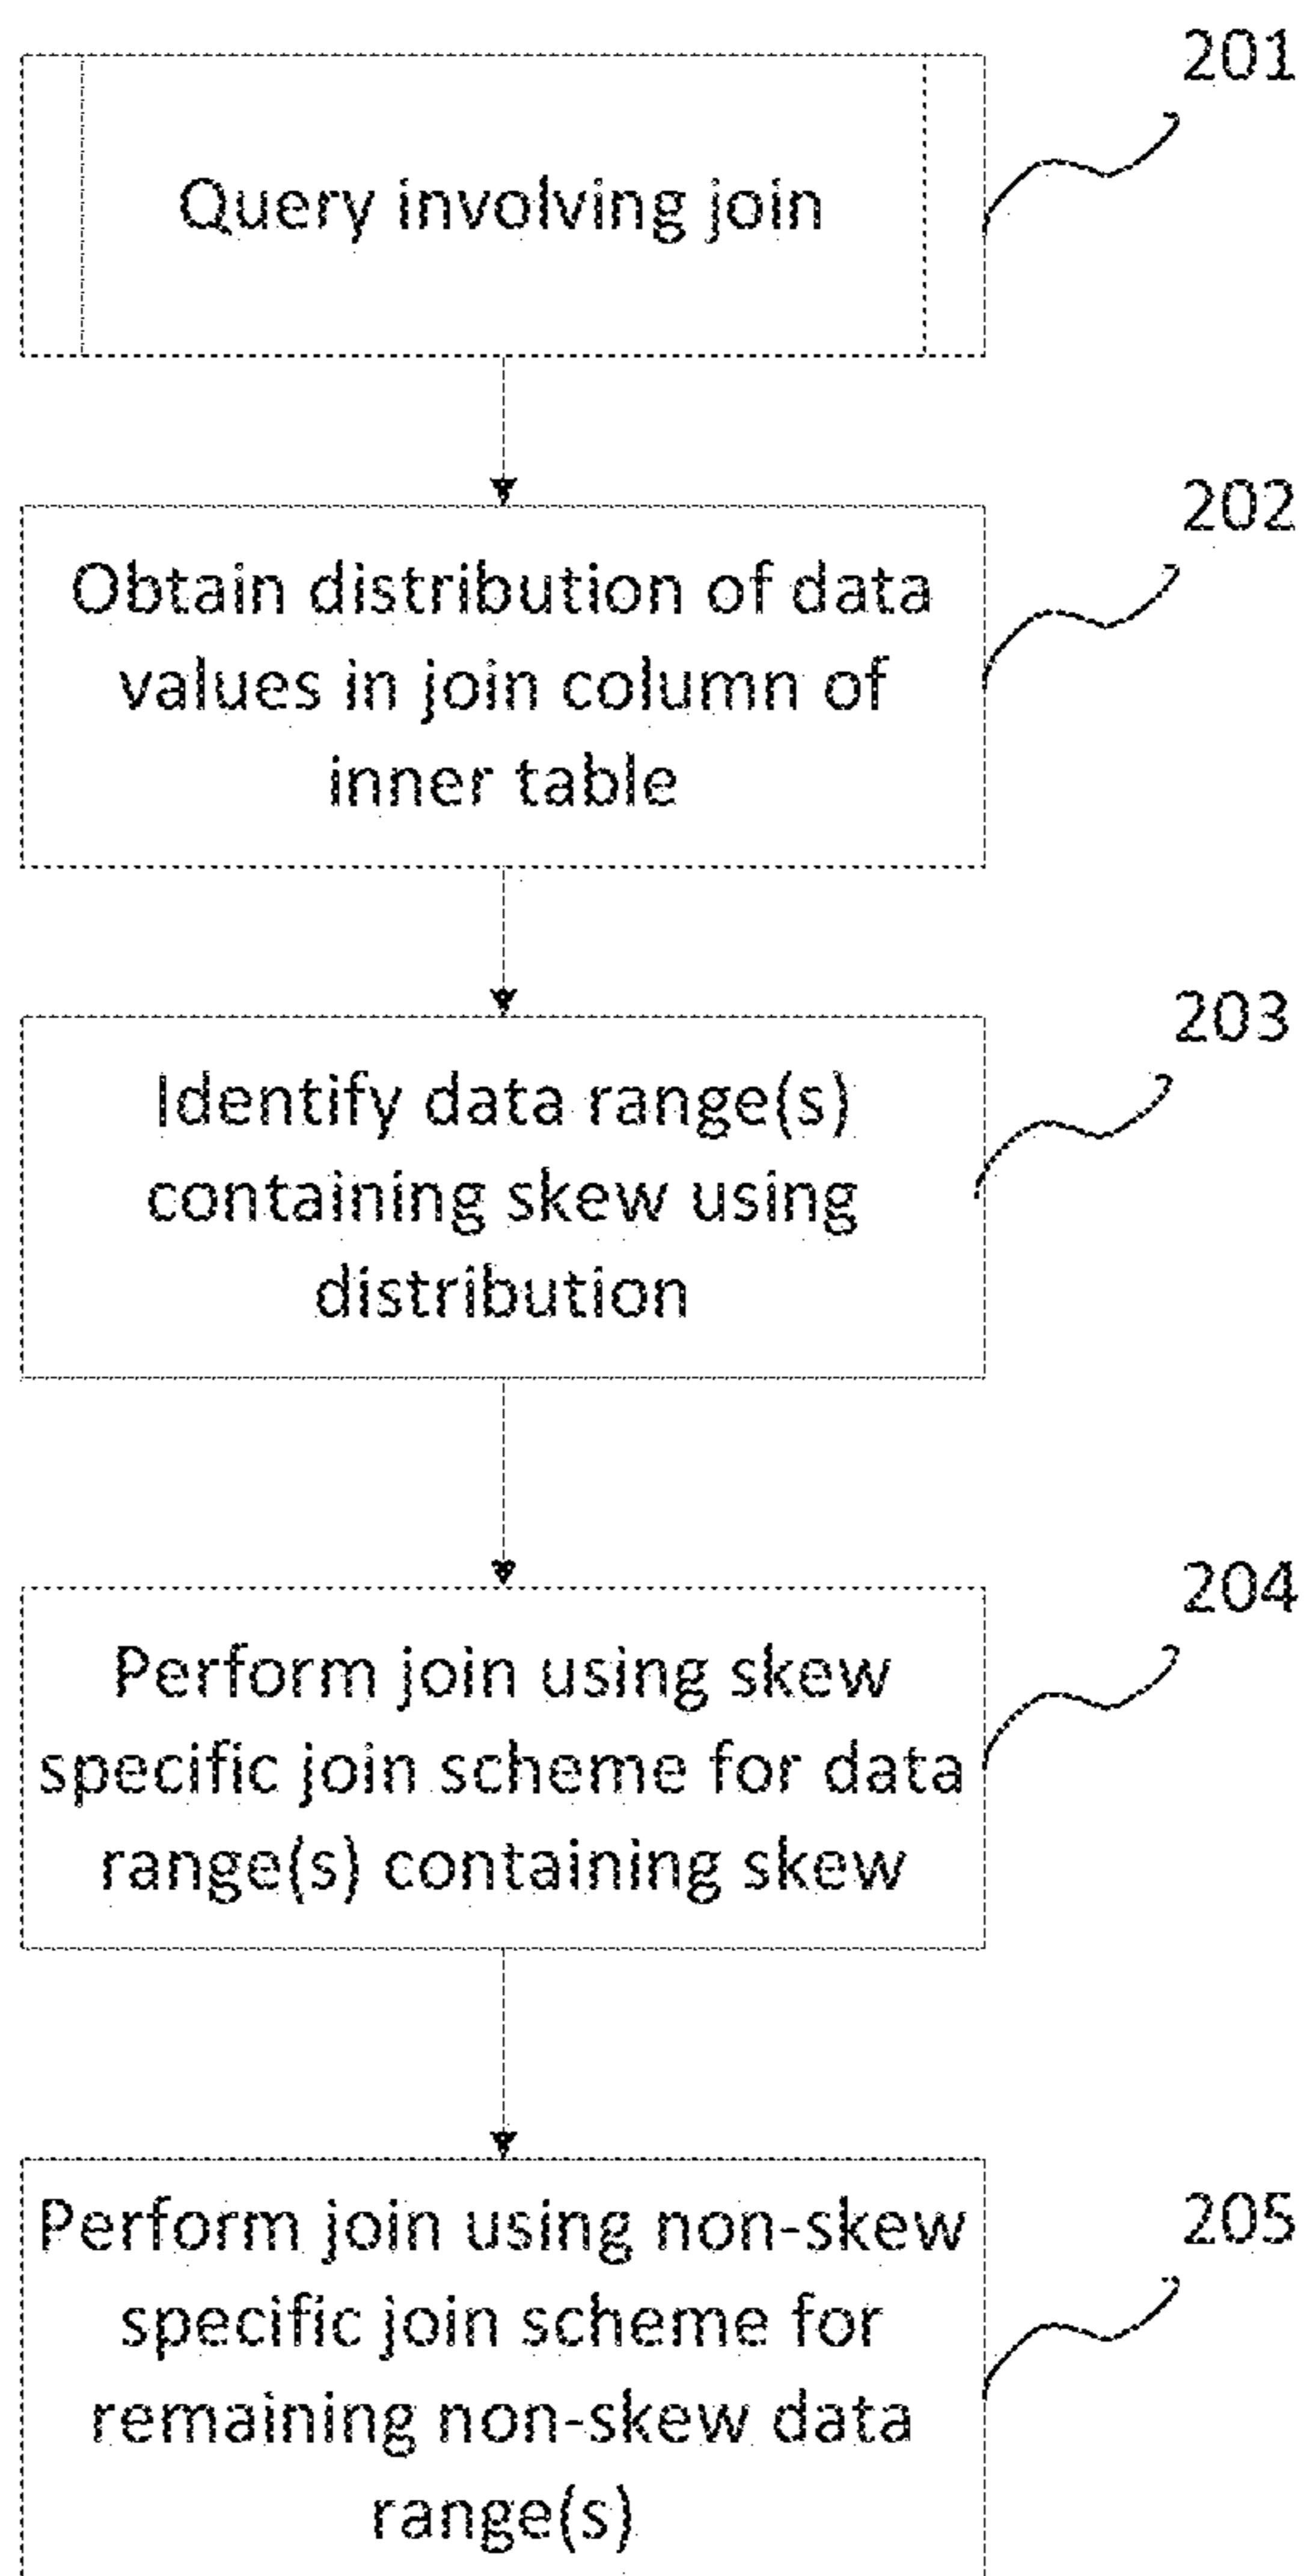 201
Query involving join
202
Obtain distribution of data
values in join column of
inner table
203
Identify data range(s)
containing skew using
distribution
204
Perform join using skew
specific join scheme for data
range(s) containing skew
205
Perform join using non-skew
specific join scheme for
remaining non-skew data
range(s)